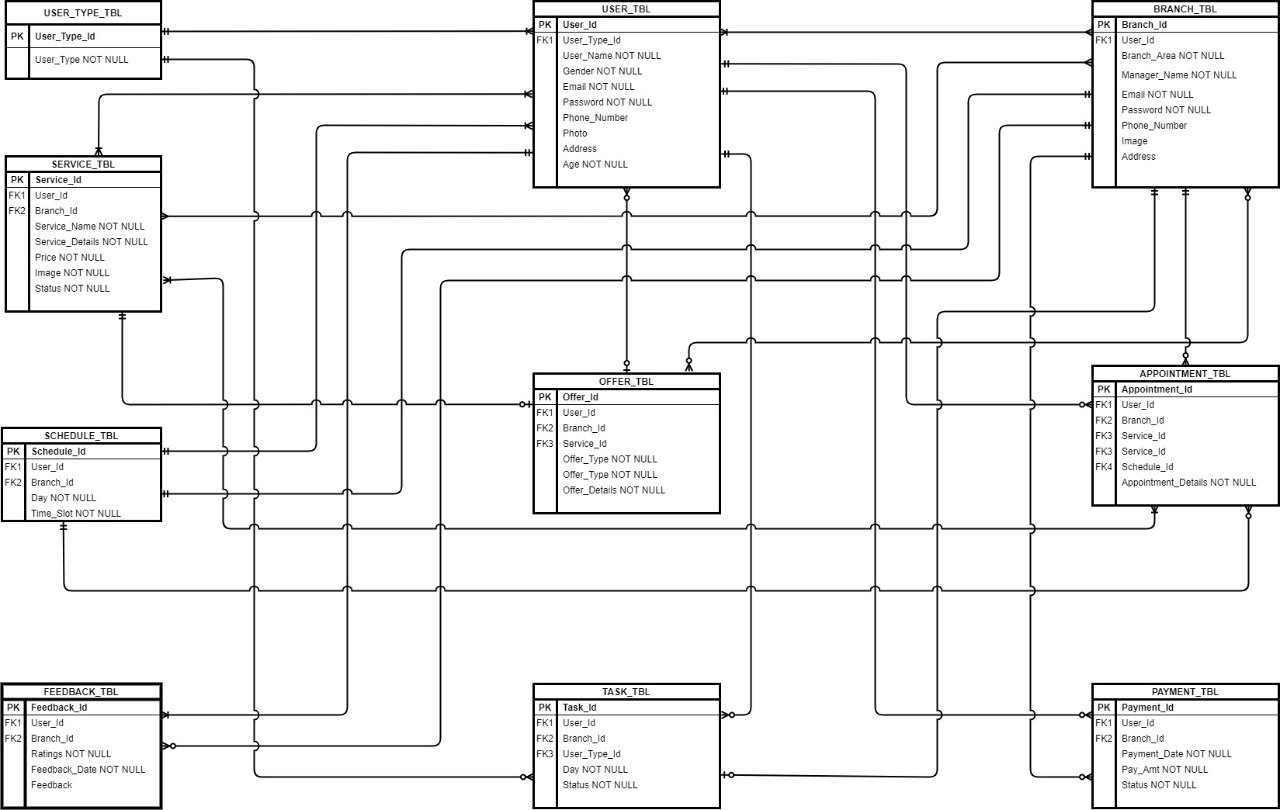 USER_TYPE_TBL
PK User_Type_Id
User_Type NOT NULL
USER_TBL
PK User_Id
FK1 User_Type_Id
User_Name NOT NULL
Gender NOT NULL
Email NOT NULL
Password NOT NULL
Phone_Number
Photo
Address
Age NOT NULL
BRANCH_TBL
PK Branch_Id
FK1 User_Id
Branch_Area NOT NULL
Manager_Name NOT NULL
Email NOT NULL
Password NOT NULL
Phone_Number
Image
Address
SERVICE_TBL
PK Service_Id
FK1 User_Id
FK2 Branch_Id
Service_Name NOT NULL
Service_Details NOT NULL
Price NOT NULL
Image NOT NULL
Status NOT NULL
OFFER_TBL
PK Offer_Id
FK1 User_Id
FK2 Branch_Id
FK3 Service_Id
Offer_Type NOT NULL
Offer_Type NOT NULL
Offer_Details NOT NULL
APPOINTMENT_TBL
PK Appointment_Id
FK1 User_Id
FK2 Branch_Id
FK3 Service_Id
FK3 Service_Id
FK4 Schedule_Id
Appointment_Details NOT NULL
SCHEDULE_TBL
PK Schedule_Id
FK1 User_Id
FK2 Branch_Id
Day NOT NULL
Time_Slot NOT NULL
FEEDBACK_TBL
PK Feedback_Id
FK1 User_Id
FK2 Branch_Id
Ratings NOT NULL
Feedback_Date NOT NULL
Feedback
TASK_TBL
PK Task_Id
FK1 User_Id
FK2 Branch_Id
FK3 User_Type_Id
Day NOT NULL
Status NOT NULL
PAYMENT_TBL
PK Payment_Id
FK1 User_Id
FK2 Branch_Id
Payment_Date NOT NULL
Pay_Amt NOT NULL
Status NOT NULL